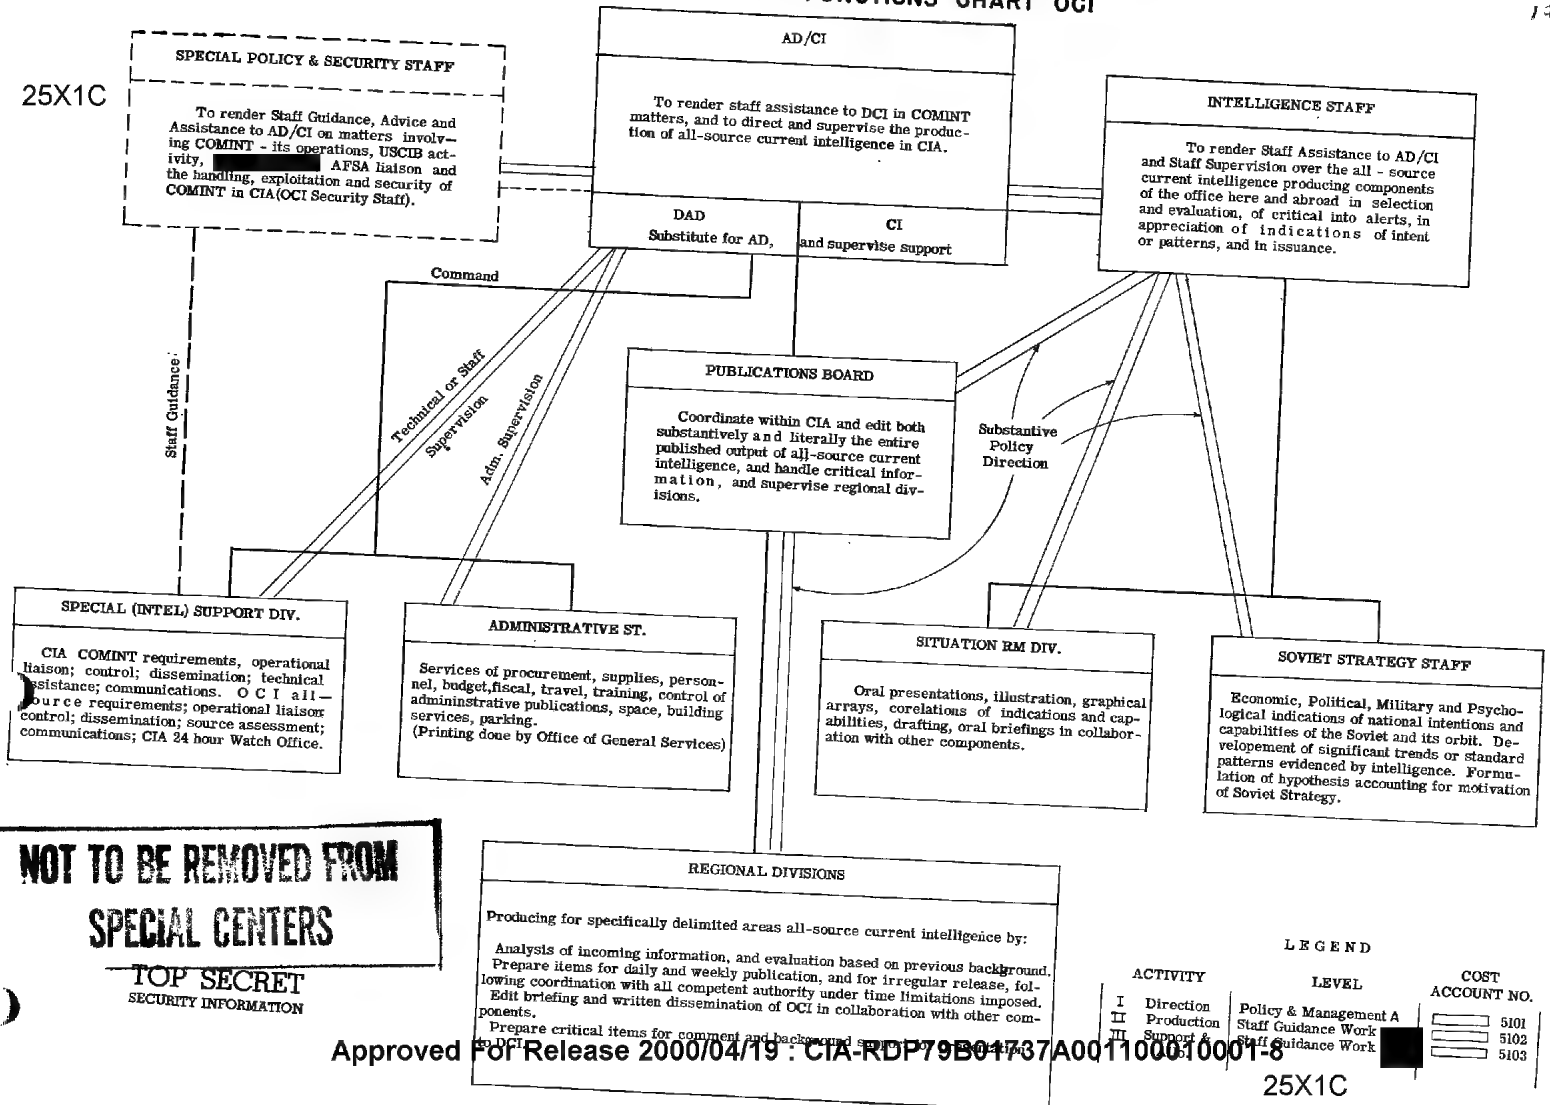 FUNCTIONS CHART OCI
25X1C
SPECIAL POLICY & SECURITY STAFF
To render Staff Guidance, Advice and
Assistance to AD/CI on matters involv-
ing COMINT - its operations, USCIB act-
ivity, AFSA liaison and
the handling, exploitation and security of
COMINT in CIA(OCI Security Staff).
AD/CI
To render staff assistance to DCI in COMINT
matters, and to direct and supervise the produc-
tion of all-source current intelligence in CIA.
DAD CI
Substitute for AD, and supervise support
INTELLIGENCE STAFF
To render Staff Assistance to AD/CI
and Staff Supervision over the all - source
current intelligence producing components
of the office here and abroad in selection
and evaluation, of critical into alerts, in
appreciation of indications of intent
or patterns, and in issuance.
Command
Staff Guidance
Technical or Staff
Supervision
Adm. Supervision
PUBLICATIONS BOARD
Coordinate within CIA and edit both
substantively and literally the entire
published output of all-source current
intelligence, and handle critical infor-
mation, and supervise regional div-
isions.
Substantive
Policy
Direction
SPECIAL (INTEL) SUPPORT DIV.
CIA COMINT requirements, operational
liaison; control; dissemination; technical
assistance; communications. OCI all-
source requirements; operational liaison;
control; dissemination; source assessment;
communications; CIA 24 hour Watch Office.
ADMINISTRATIVE ST.
Services of procurement, supplies, person-
nel, budget,fiscal, travel, training, control of
admininstrative publications, space, building
services, parking.
(Printing done by Office of General Services)
SITUATION RM DIV.
Oral presentations, illustration, graphical
arrays, corelations of indications and cap-
abilities, drafting, oral briefings in collabor-
ation with other components.
SOVIET STRATEGY STAFF
Economic, Political, Military and Psycho-
logical indications of national intentions and
capabilities of the Soviet and its orbit. De-
velopement of significant trends or standard
patterns evidenced by intelligence. Formu-
lation of hypothesis accounting for motivation
of Soviet Strategy.
NOT TO BE REMOVED FROM
SPECIAL CENTERS
TOP SECRET
SECURITY INFORMATION
REGIONAL DIVISIONS
Producing for specifically delimited areas all-source current intelligence by:
Analysis of incoming information, and evaluation based on previous background.
Prepare items for daily and weekly publication, and for irregular release, fol-
lowing coordination with all competent authority under time limitations imposed.
Edit briefing and written dissemination of OCI in collaboration with other com-
ponents.
Prepare critical items for comment and background support for presentation
to DCI.
LEGEND
ACTIVITY LEVEL COST ACCOUNT NO.
I Direction Policy & Management A 5101
II Production Staff Guidance Work 5102
III Support & Staff Guidance Work 5103
Approved For Release 2000/04/19 : CIA-RDP79B01737A001100010001-8
25X1C